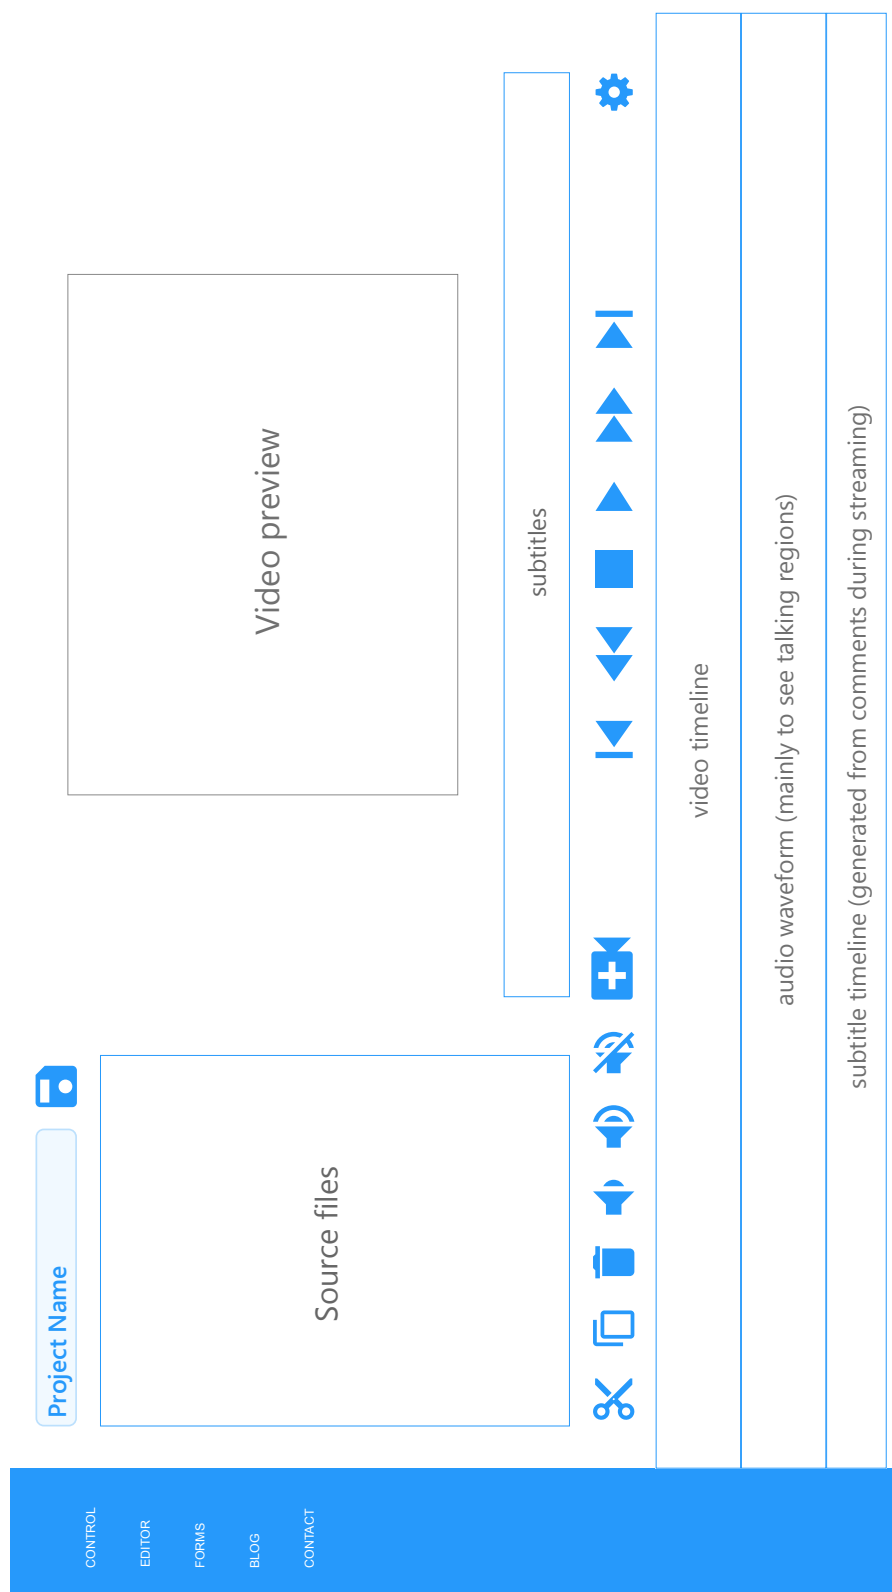 CONTROL
EDITOR
FORMS
BLOG
CONTACT
Project Name
Source files
Video preview
subtitles
video timeline
audio waveform (mainly to see talking regions)
subtitle timeline (generated from comments during streaming)